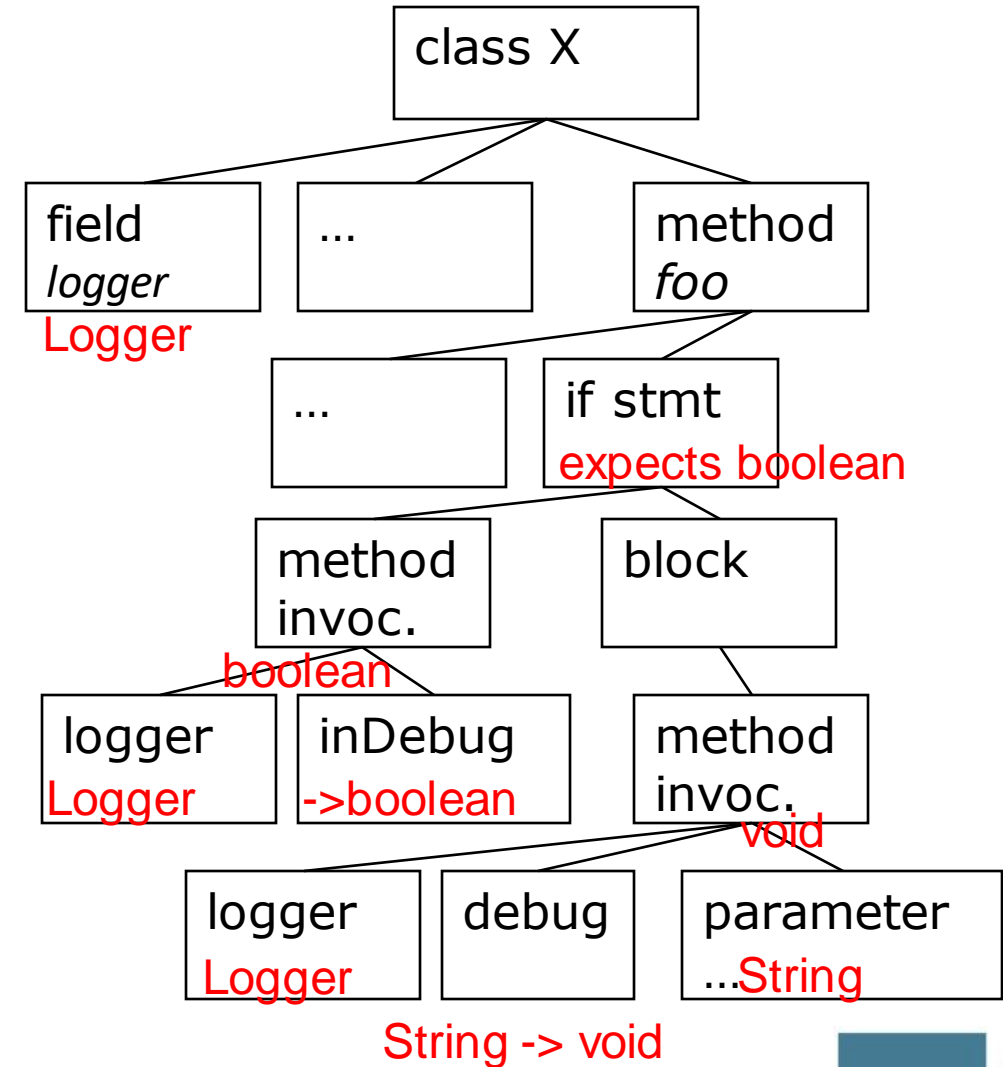 class X
field
logger
Logger
...
method
foo
...
if stmt
expects boolean
method
invoc.
boolean
block
logger
Logger
inDebug
->boolean
method
invoc.
void
logger
Logger
debug
parameter
...String
String -> void